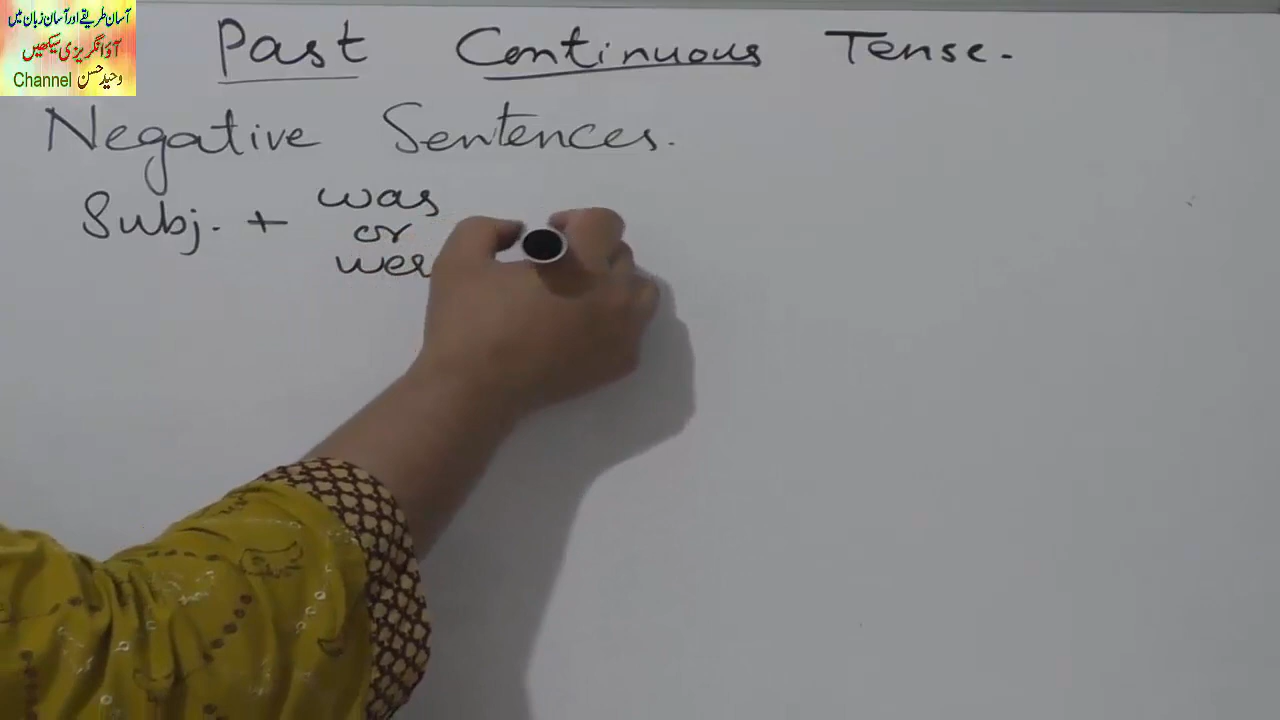 آسان طریقے اور آسان زبان میں
آؤ انگریزی سیکھیں
وحید حسن Channel
Past Continuous Tense.
Negative Sentences.
Subj. + was
or
wer